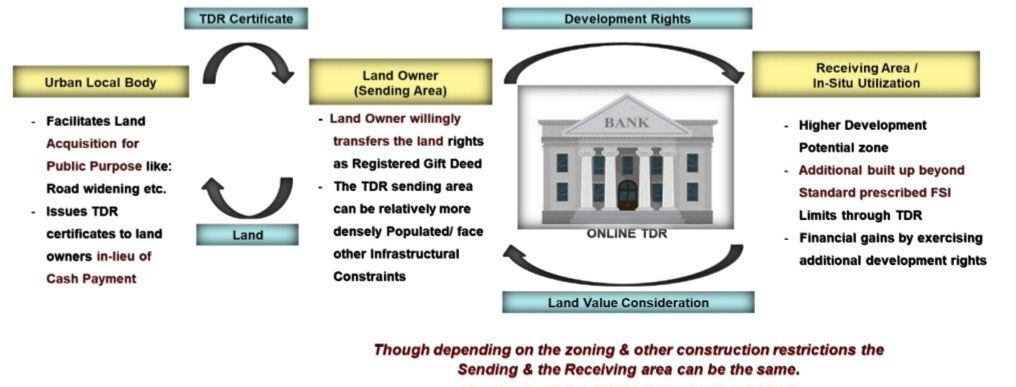 TDR Certificate
Development Rights
Urban Local Body
- Facilitates Land
Acquisition for
Public Purpose like:
Road widening etc.
- Issues TDR
certificates to land
owners in-lieu of
Cash Payment
Land
Land Owner
(Sending Area)
- Land Owner willingly
transfers the land rights
as Registered Gift Deed
- The TDR sending area
can be relatively more
densely Populated/ face
other Infrastructural
Constraints
BANK
ONLINE TDR
Land Value Consideration
Receiving Area /
In-Situ Utilization
- Higher Development
Potential zone
- Additional built up beyond
Standard prescribed FSI
Limits through TDR
- Financial gains by exercising
additional development rights
Though depending on the zoning & other construction restrictions the
Sending & the Receiving area can be the same.